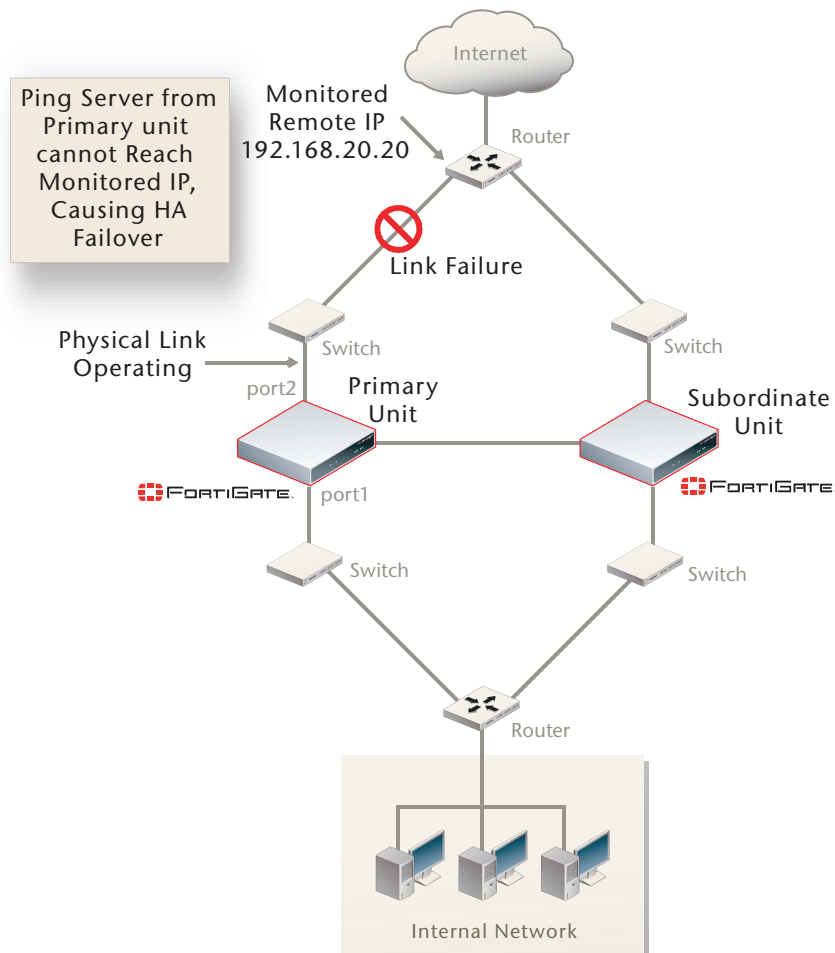 Internet
Ping Server from
Primary unit
cannot Reach
Monitored IP,
Causing HA
Failover
Monitored
Remote IP
192.168.20.20
Router
Link Failure
Physical Link
Operating
Switch
Switch
port2
Primary
Unit
Subordinate
Unit
FORTIGATE
port1
FORTIGATE
Switch
Switch
Router
Internal Network